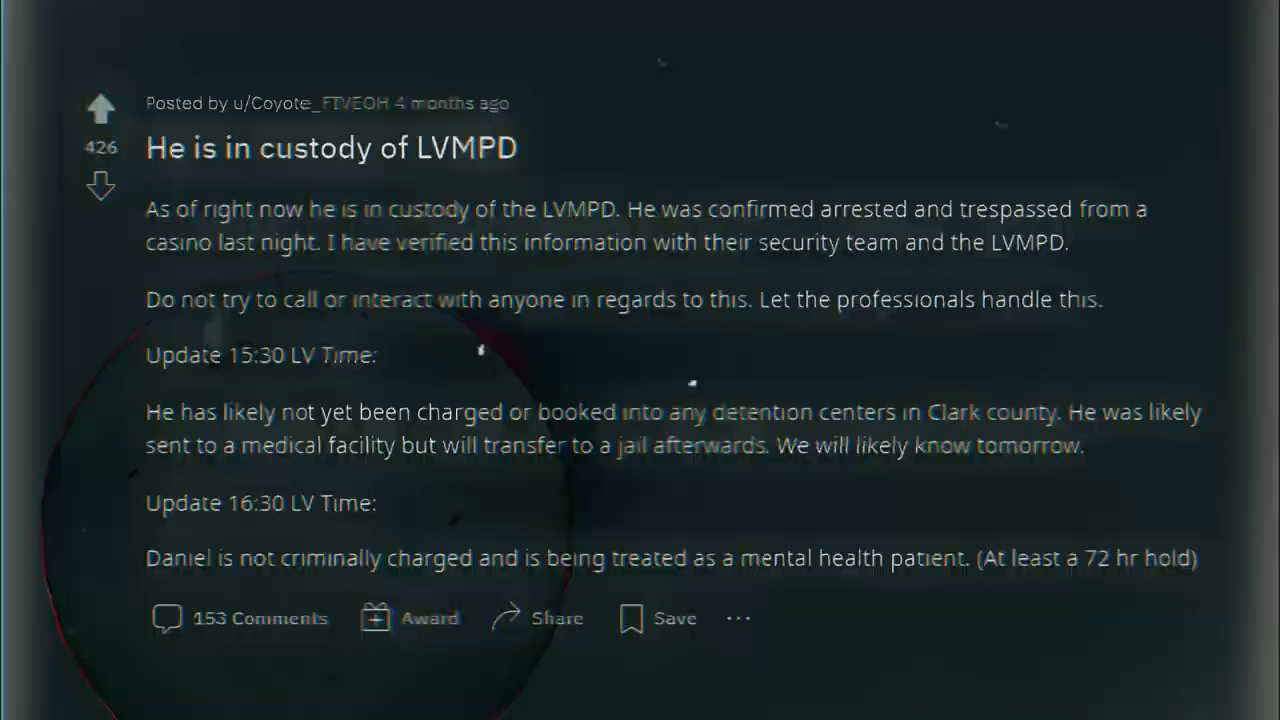 Posted by u/Coyote_FTVEOH 4 months ago
426
He is in custody of LVMPD
As of right now he is in custody of the LVMPD. He was confirmed arrested and trespassed from a
casino last night. I have verified this information with their security team and the LVMPD.
Do not try to call or interact with anyone in regards to this. Let the professionals handle this.
Update 15:30 LV Time:
He has likely not yet been charged or booked into any detention centers in Clark county. He was likely
sent to a medical facility but will transfer to a jail afterwards. We will likely know tomorrow.
Update 16:30 LV Time:
Daniel is not criminally charged and is being treated as a mental health patient. (At least a 72 hr hold)
153 Comments Award Share Save ...